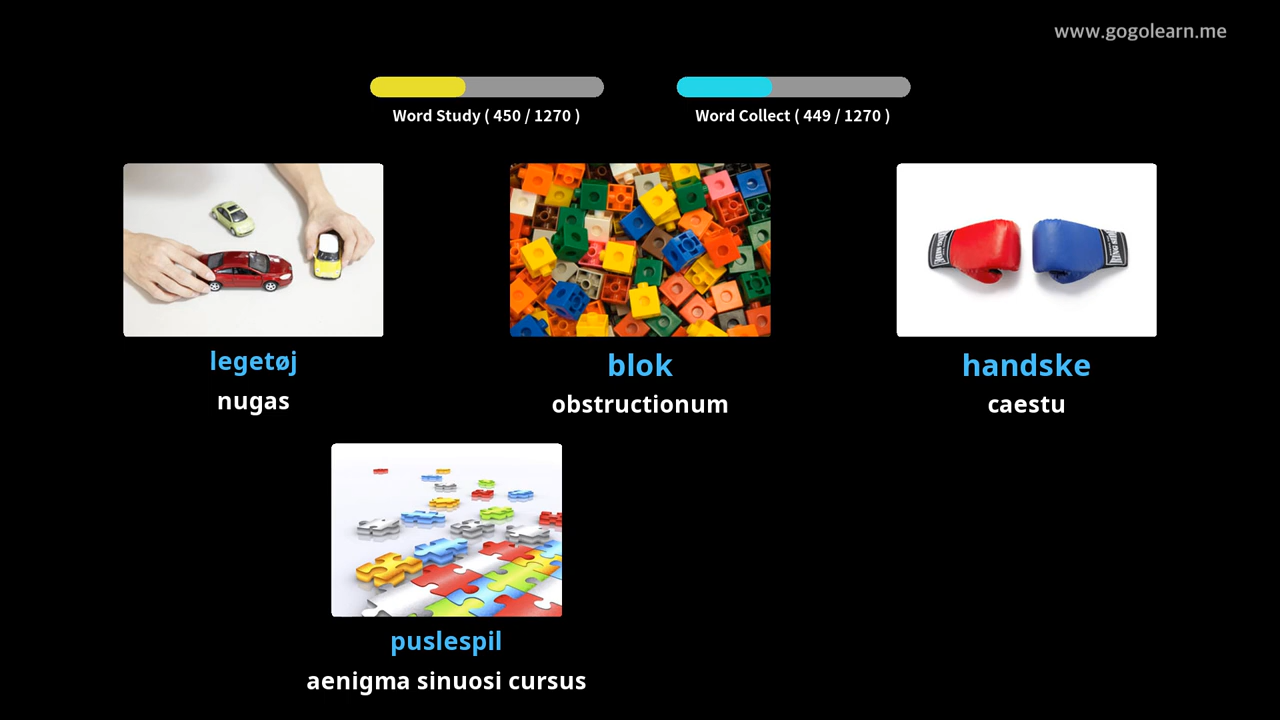 www.gogolearn.me
Word Study ( 450 / 1270 )
Word Collect ( 449 / 1270 )
legetøj
nugas
blok
obstructionum
handske
caestu
puslespil
aenigma sinuosi cursus